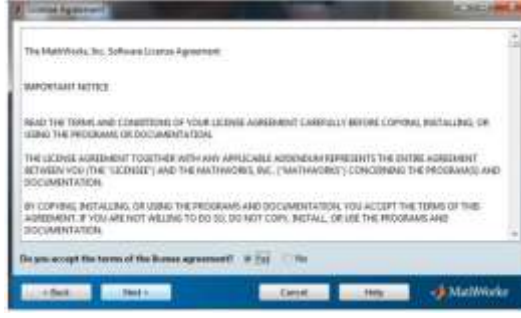 License Agreement
The MathWorks, Inc. Software License Agreement
IMPORTANT NOTICE
READ THE TERMS AND CONDITIONS OF YOUR LICENSE AGREEMENT CAREFULLY BEFORE COPYING, INSTALLING, OR
USING THE PROGRAMS OR DOCUMENTATION.
THE LICENSE AGREEMENT TOGETHER WITH ANY APPLICABLE ADDENDUM REPRESENTS THE ENTIRE AGREEMENT
BETWEEN YOU (THE "LICENSEE") AND THE MATHWORKS, INC. ("MATHWORKS") CONCERNING THE PROGRAM(S) AND
DOCUMENTATION.
BY COPYING, INSTALLING, OR USING THE PROGRAMS AND DOCUMENTATION, YOU ACCEPT THE TERMS OF THIS
AGREEMENT. IF YOU ARE NOT WILLING TO DO SO, DO NOT COPY, INSTALL, OR USE THE PROGRAMS AND
DOCUMENTATION.
Do you accept the terms of the license agreement? Yes No
< Back Next > Cancel Help MathWorks